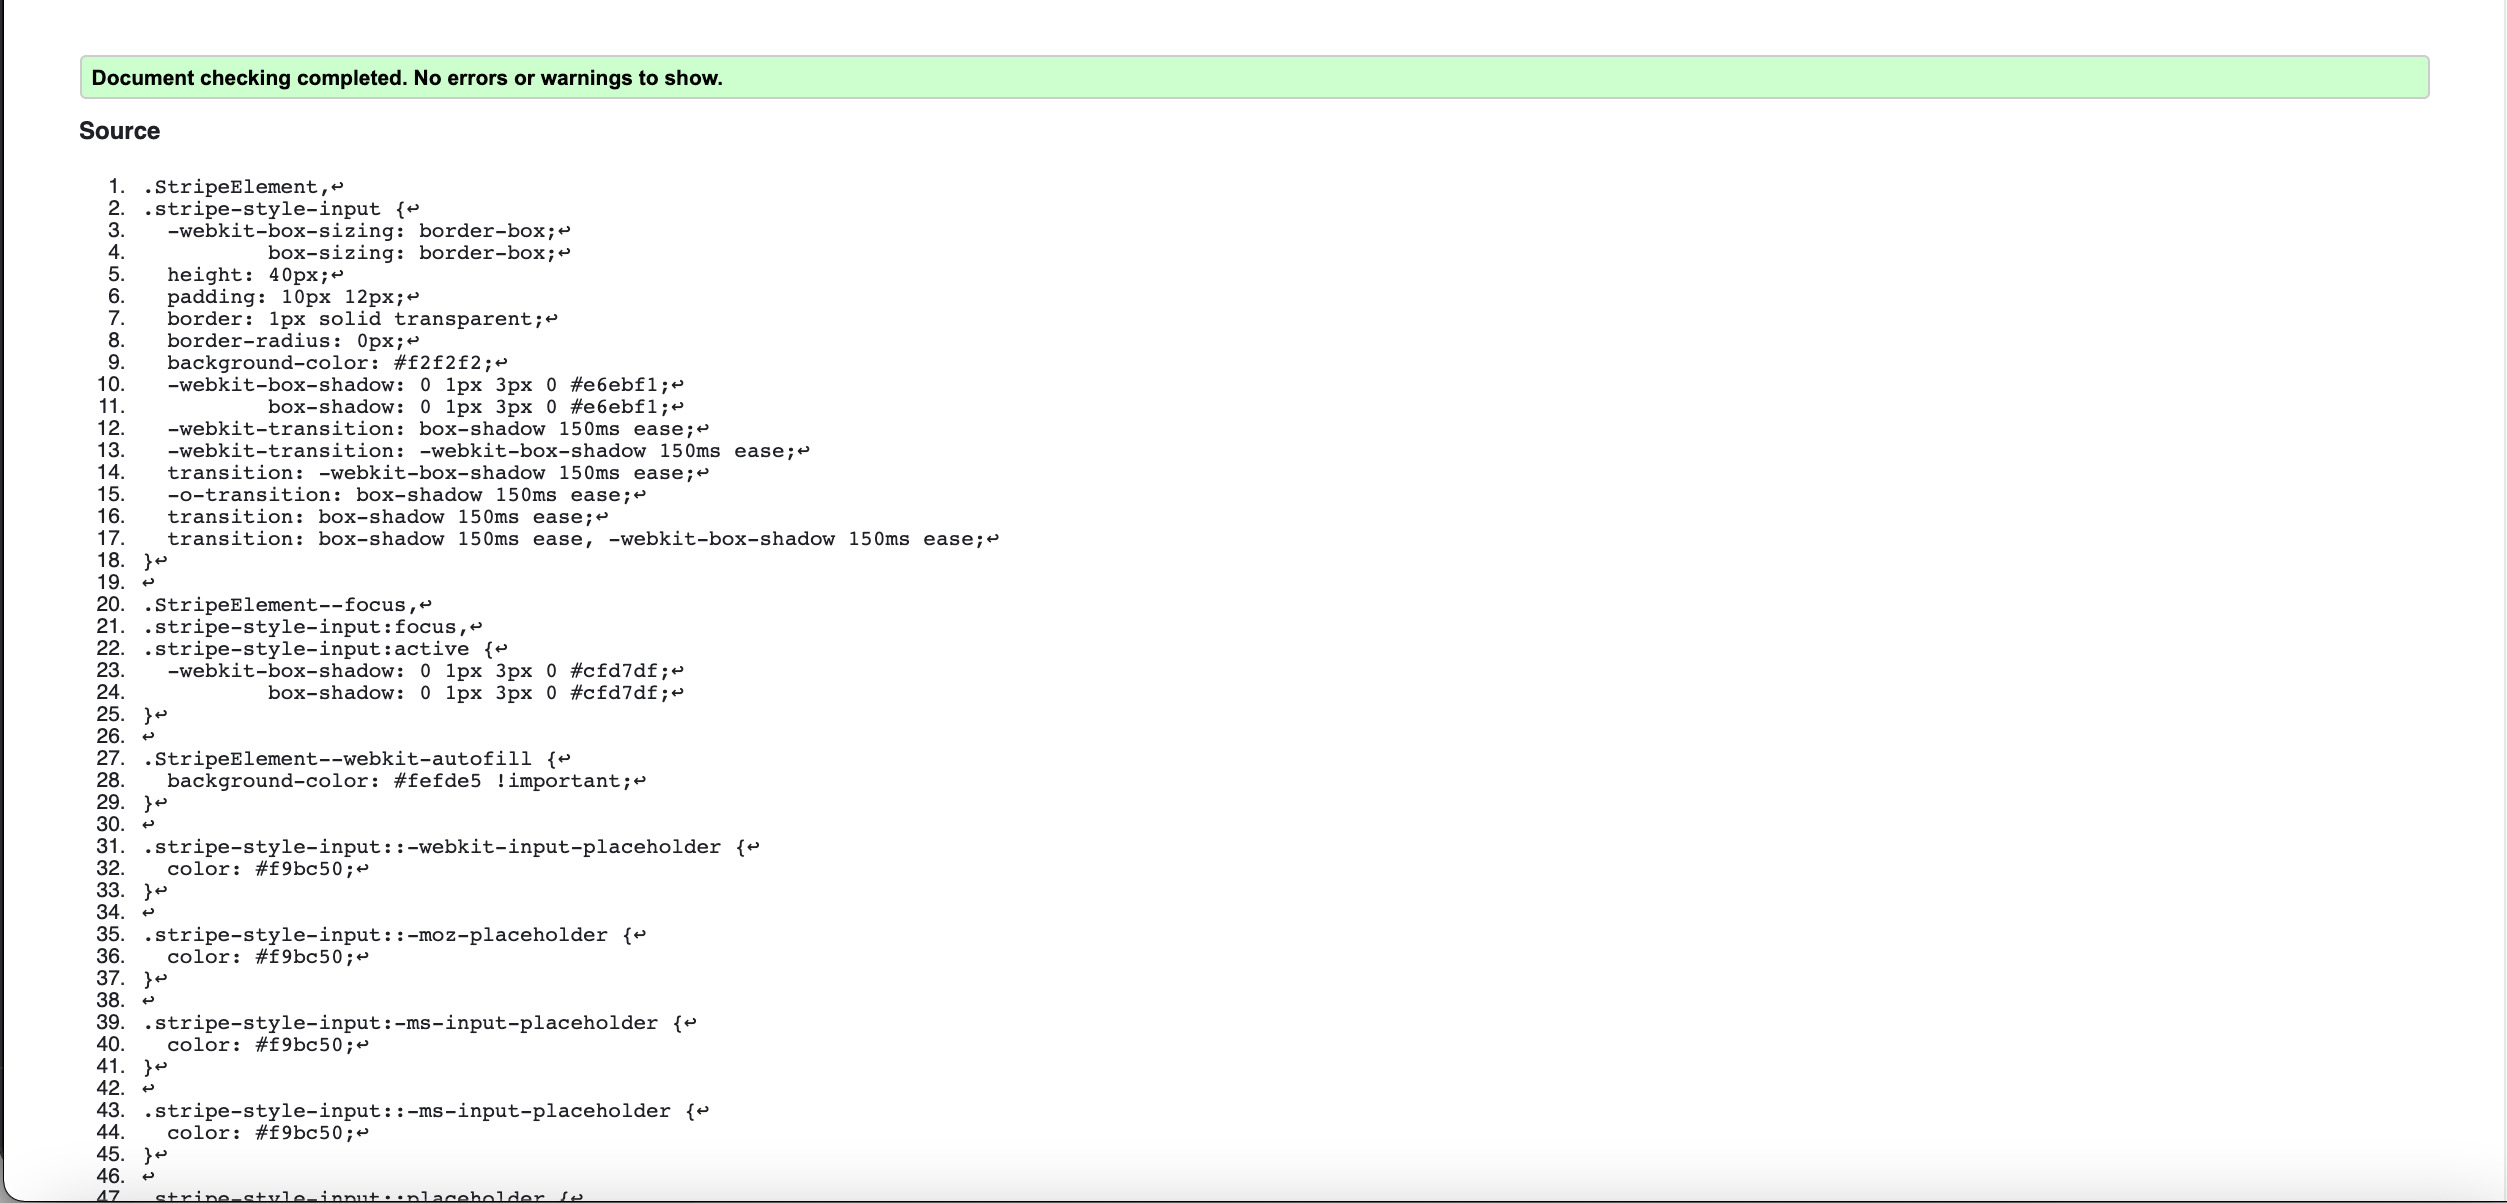 Document checking completed. No errors or warnings to show.
Source
1. .StripeElement,↩
2. .stripe-style-input {↩
3.   -webkit-box-sizing: border-box;↩
4.           box-sizing: border-box;↩
5.   height: 40px;↩
6.   padding: 10px 12px;↩
7.   border: 1px solid transparent;↩
8.   border-radius: 0px;↩
9.   background-color: #f2f2f2;↩
10.   -webkit-box-shadow: 0 1px 3px 0 #e6ebf1;↩
11.           box-shadow: 0 1px 3px 0 #e6ebf1;↩
12.   -webkit-transition: box-shadow 150ms ease;↩
13.   -webkit-transition: -webkit-box-shadow 150ms ease;↩
14.   transition: -webkit-box-shadow 150ms ease;↩
15.   -o-transition: box-shadow 150ms ease;↩
16.   transition: box-shadow 150ms ease;↩
17.   transition: box-shadow 150ms ease, -webkit-box-shadow 150ms ease;↩
18. }↩
19. ↩
20. .StripeElement--focus,↩
21. .stripe-style-input:focus,↩
22. .stripe-style-input:active {↩
23.   -webkit-box-shadow: 0 1px 3px 0 #cfd7df;↩
24.           box-shadow: 0 1px 3px 0 #cfd7df;↩
25. }↩
26. ↩
27. .StripeElement--webkit-autofill {↩
28.   background-color: #fefde5 !important;↩
29. }↩
30. ↩
31. .stripe-style-input::-webkit-input-placeholder {↩
32.   color: #f9bc50;↩
33. }↩
34. ↩
35. .stripe-style-input::-moz-placeholder {↩
36.   color: #f9bc50;↩
37. }↩
38. ↩
39. .stripe-style-input:-ms-input-placeholder {↩
40.   color: #f9bc50;↩
41. }↩
42. ↩
43. .stripe-style-input::-ms-input-placeholder {↩
44.   color: #f9bc50;↩
45. }↩
46. ↩
47. .stripe-style-input::placeholder {↩